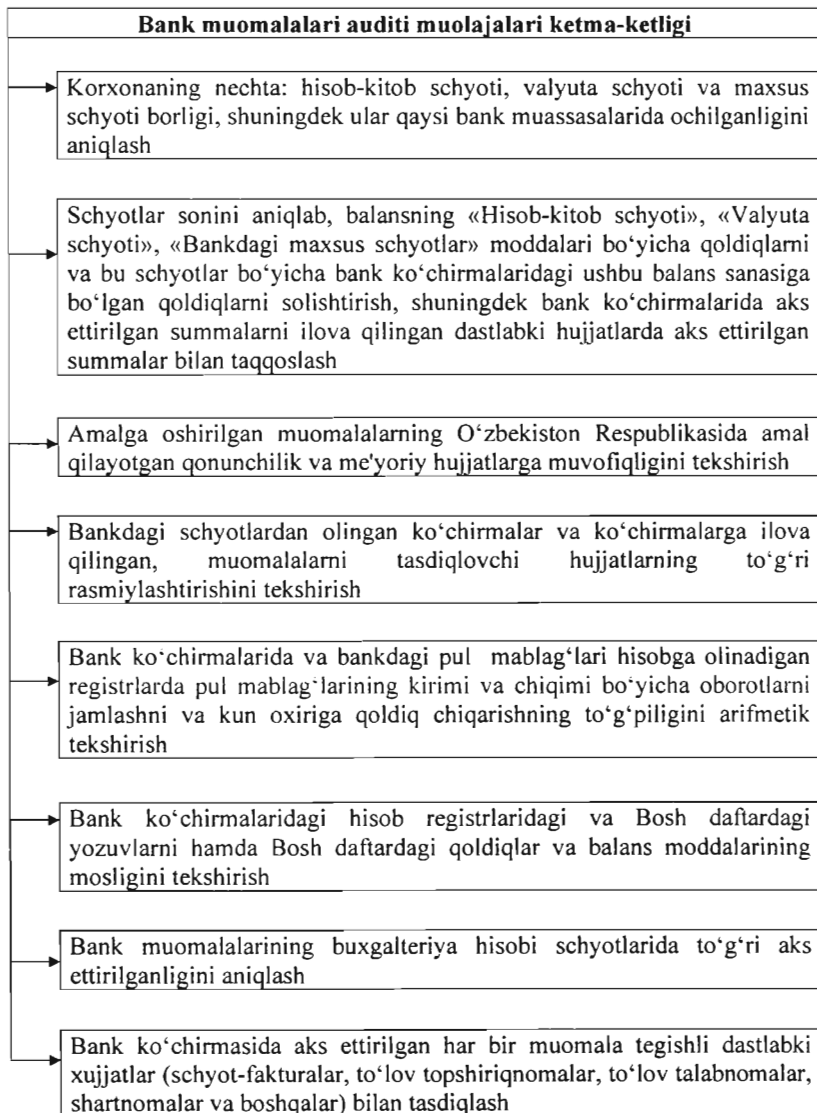 Bank muomalalari auditi muolajalari ketma-ketligi
Korxonaning nechta: hisob-kitob schyoti, valyuta schyoti va maxsus
schyoti borligi, shuningdek ular qaysi bank muassasalarida ochilganligini
aniqlash
Schyotlar sonini aniqlab, balansning «Hisob-kitob schyoti», «Valyuta
schyoti», «Bankdagi maxsus schyotlar» moddalari bo‘yicha qoldiqlarni
va bu schyotlar bo‘yicha bank ko‘chirmalaridagi ushbu balans sanasiga
bo‘lgan qoldiqlarni solishtirish, shuningdek bank ko‘chirmalarida aks
ettirilgan summalarni ilova qilingan dastlabki hujjatlarda aks ettirilgan
summalar bilan taqqoslash
Amalga oshirilgan muomalalarning O‘zbekiston Respublikasida amal
qilayotgan qonunchilik va me'yoriy hujjatlarga muvofiqligini tekshirish
Bankdagi schyotlardan olingan ko‘chirmalar va ko‘chirmalarga ilova
qilingan, muomalalarni tasdiqlovchi hujjatlarning to‘g‘ri
rasmiylashtirishini tekshirish
Bank ko‘chirmalarida va bankdagi pul mablag‘lari hisobga olinadigan
registrlarda pul mablag‘larining kirimi va chiqimi bo‘yicha oborotlarni
jamlashni va kun oxiriga qoldiq chiqarishning to‘g‘piligini arifmetik
tekshirish
Bank ko‘chirmalaridagi hisob registrlaridagi va Bosh daftardagi
yozuvlarni hamda Bosh daftardagi qoldiqlar va balans moddalarining
mosligini tekshirish
Bank muomalalarining buxgalteriya hisobi schyotlarida to‘g‘ri aks
ettirilganligini aniqlash
Bank ko‘chirmasida aks ettirilgan har bir muomala tegishli dastlabki
xujjatlar (schyot-fakturalar, to‘lov topshiriqnomalar, to‘lov talabnomalar,
shartnomalar va boshqalar) bilan tasdiqlash